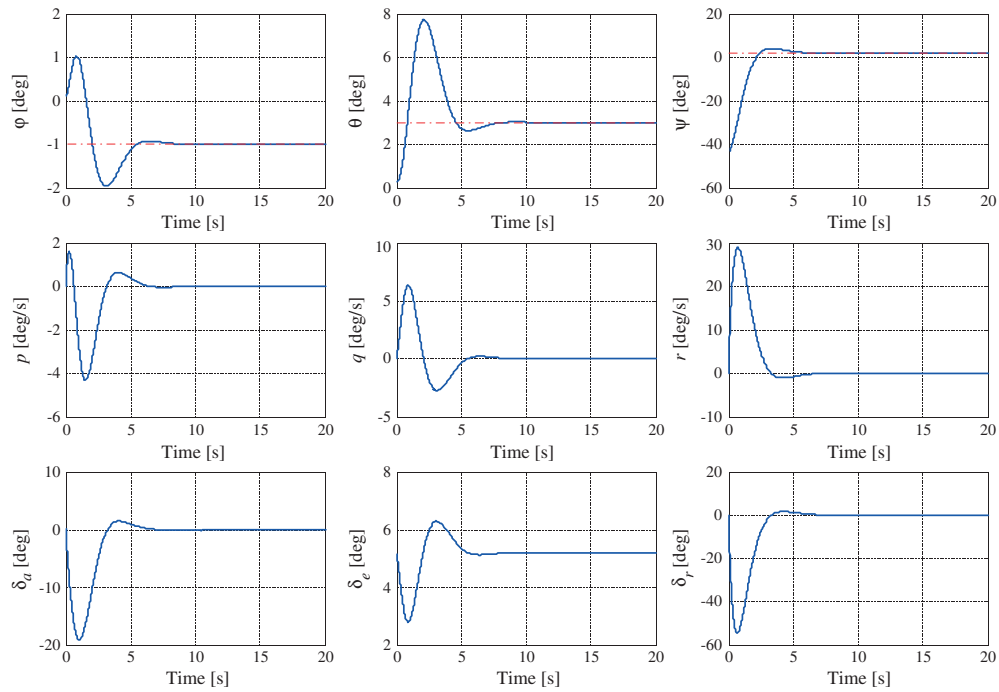 2
1
0
-1
-2
φ [deg]
0 5 10 15 20
Time [s]
8
6
4
2
0
θ [deg]
0 5 10 15 20
Time [s]
20
0
-20
-40
-60
ψ [deg]
0 5 10 15 20
Time [s]
2
0
-2
-4
-6
p [deg/s]
0 5 10 15 20
Time [s]
10
5
0
-5
q [deg/s]
0 5 10 15 20
Time [s]
30
20
10
0
-10
r [deg/s]
0 5 10 15 20
Time [s]
10
0
-10
-20
δa [deg]
0 5 10 15 20
Time [s]
8
6
4
2
δe [deg]
0 5 10 15 20
Time [s]
20
0
-20
-40
-60
δr [deg]
0 5 10 15 20
Time [s]